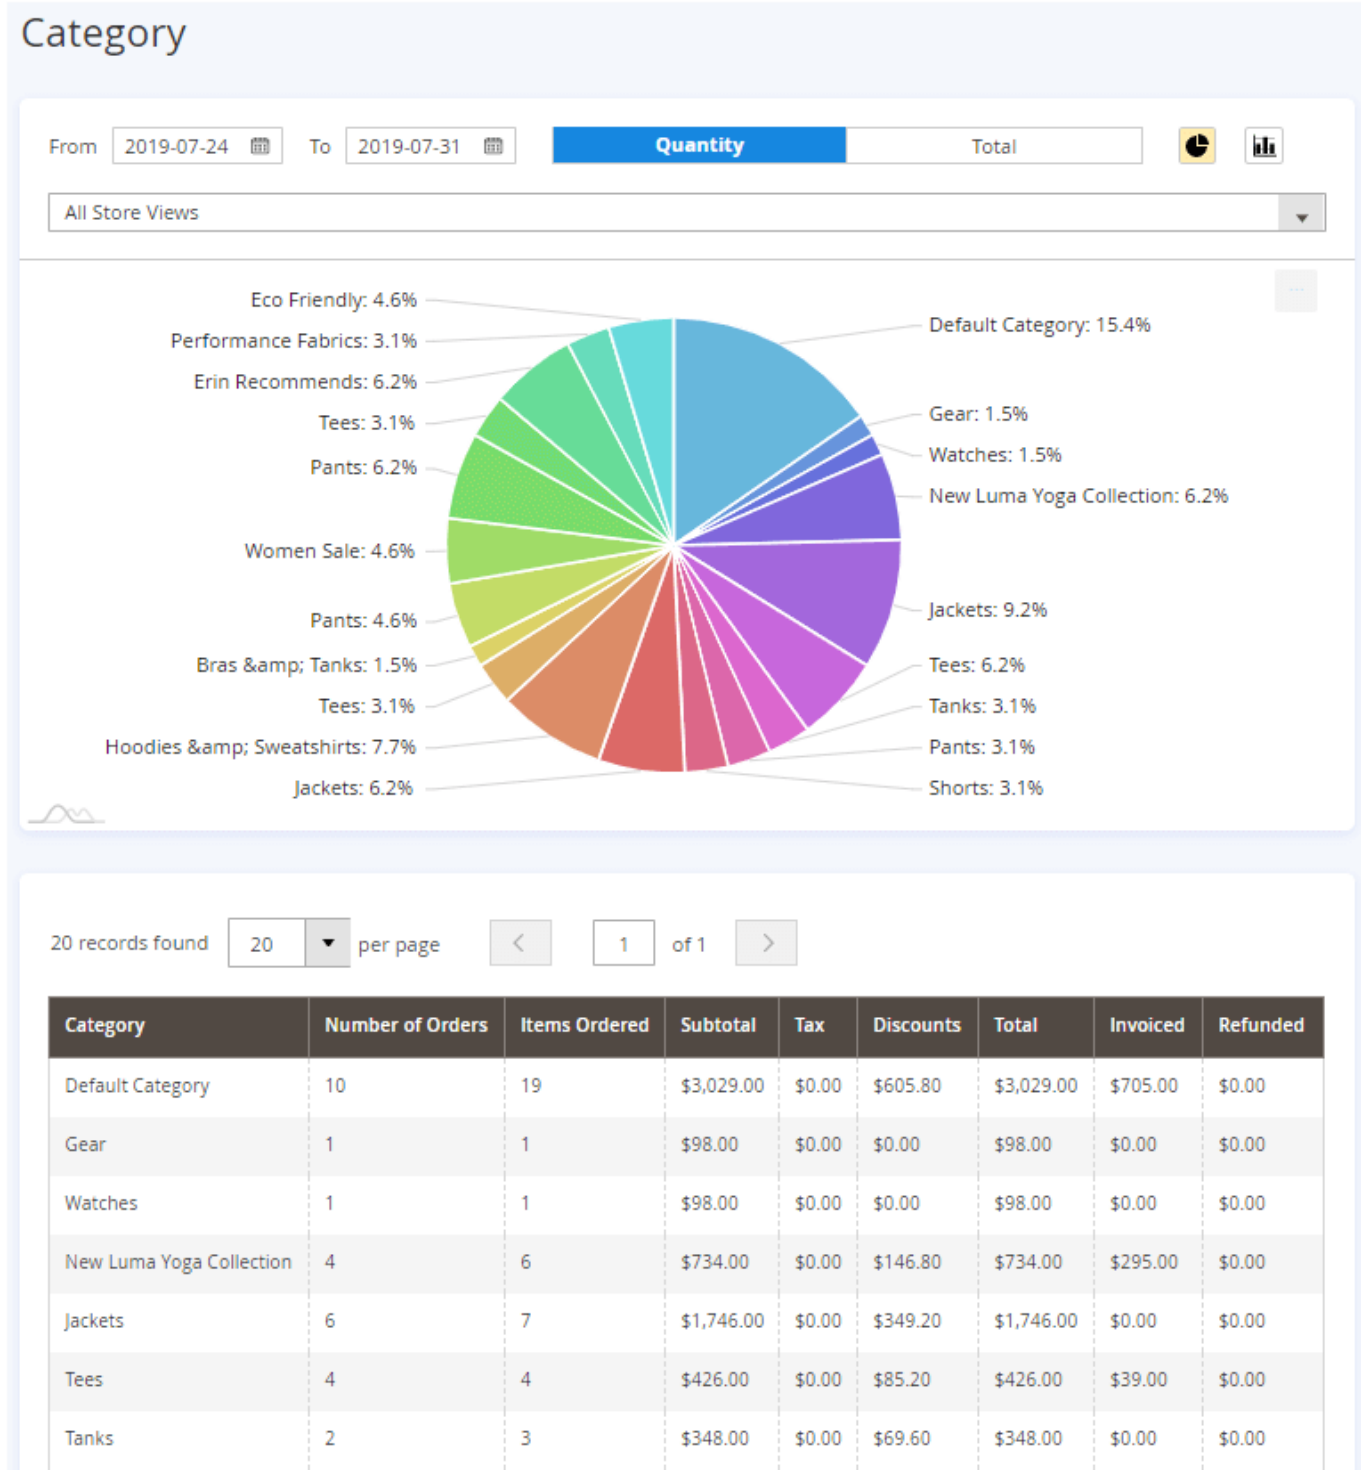 Category
From 2019-07-24 To 2019-07-31 Quantity Total
All Store Views
...
Eco Friendly: 4.6%
Performance Fabrics: 3.1%
Erin Recommends: 6.2%
Tees: 3.1%
Pants: 6.2%
Women Sale: 4.6%
Pants: 4.6%
Bras &amp; Tanks: 1.5%
Tees: 3.1%
Hoodies &amp; Sweatshirts: 7.7%
Jackets: 6.2%
Default Category: 15.4%
Gear: 1.5%
Watches: 1.5%
New Luma Yoga Collection: 6.2%
Jackets: 9.2%
Tees: 6.2%
Tanks: 3.1%
Pants: 3.1%
Shorts: 3.1%
20 records found 20 per page 1 of 1
Category Number of Orders Items Ordered Subtotal Tax Discounts Total Invoiced Refunded
Default Category 10 19 $3,029.00 $0.00 $605.80 $3,029.00 $705.00 $0.00
Gear 1 1 $98.00 $0.00 $0.00 $98.00 $0.00 $0.00
Watches 1 1 $98.00 $0.00 $0.00 $98.00 $0.00 $0.00
New Luma Yoga Collection 4 6 $734.00 $0.00 $146.80 $734.00 $295.00 $0.00
Jackets 6 7 $1,746.00 $0.00 $349.20 $1,746.00 $0.00 $0.00
Tees 4 4 $426.00 $0.00 $85.20 $426.00 $39.00 $0.00
Tanks 2 3 $348.00 $0.00 $69.60 $348.00 $0.00 $0.00